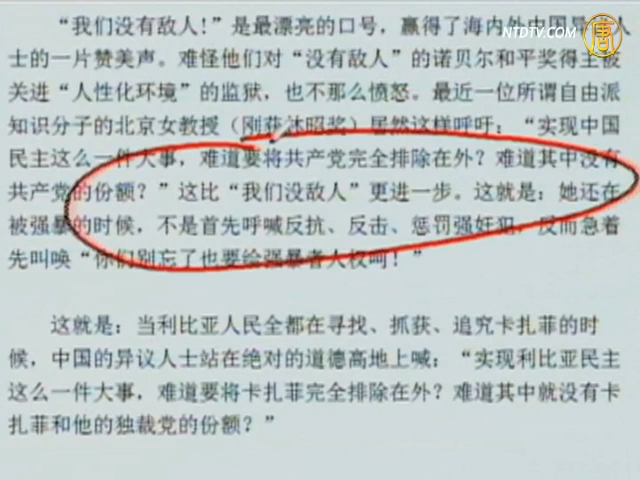 NTDTV.COM
唐
“我们没有敌人!”是最漂亮的口号，赢得了海内外中国异 人
士的一片赞美声。难怪他们对“没有敌人”的诺贝尔和平奖得主被
关进“人性化环境”的监狱，也不那么愤怒。最近一位所谓自由派
知识分子的北京女教授（刚获沐昭奖）居然这样呼吁：“实现中国
民主这么一件大事，难道要将共产党完全排除在外？难道其中没有
共产党的份额？”这比“我们没敌人”更进一步。这就是：她还在
被强暴的时候，不是首先呼喊反抗、反击、惩罚强奸犯，反而急着
先叫唤“你们别忘了也要给强暴者人权呵！”
这就是：当利比亚人民全都在寻找、抓获、追究卡扎菲的时
候，中国的异议人士站在绝对的道德高地上喊：“实现利比亚民主
这么一件大事，难道要将卡扎菲完全排除在外？难道其中就没有卡
扎菲和他的独裁党的份额？”